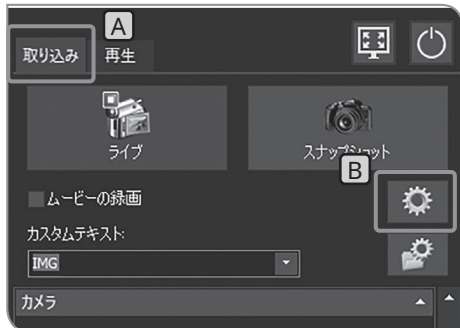 A
取り込み 再生
ライブ スナップショット
B
ムービーの録画
カスタムテキスト:
IMG
カメラ